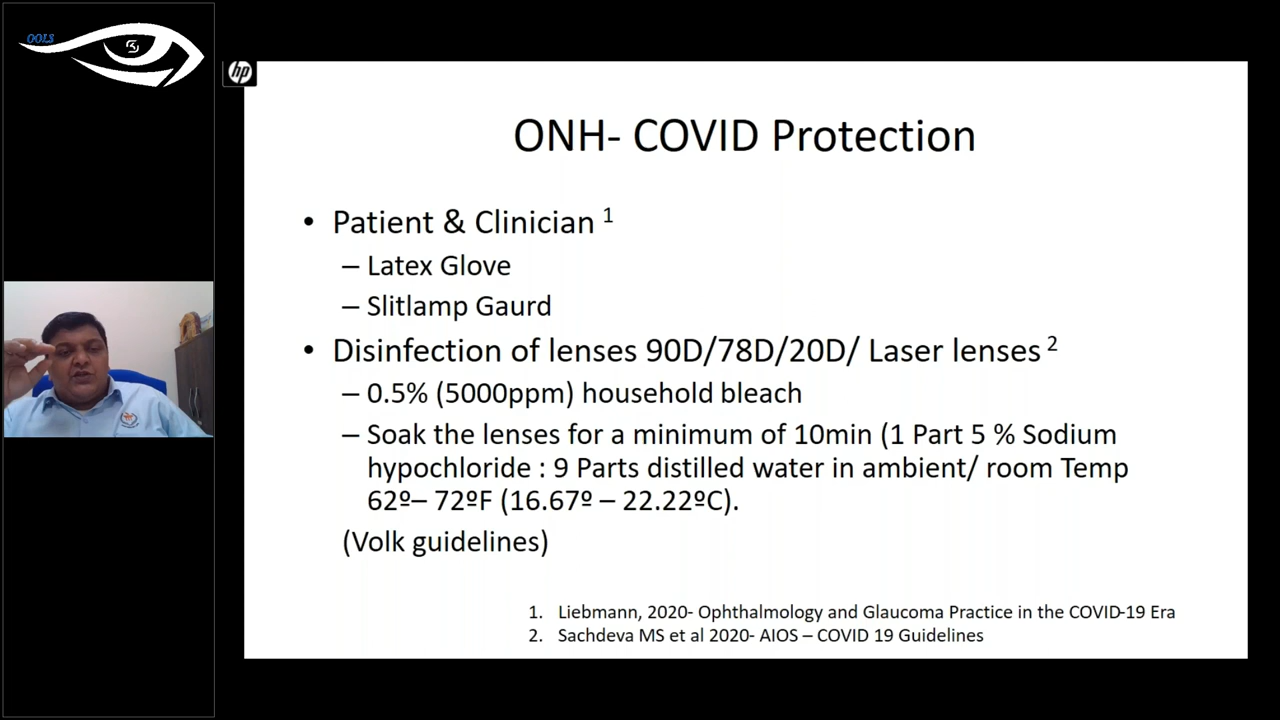 OOLS
hp
ONH- COVID Protection
• Patient & Clinician 1
– Latex Glove
– Slitlamp Gaurd
• Disinfection of lenses 90D/78D/20D/ Laser lenses 2
– 0.5% (5000ppm) household bleach
– Soak the lenses for a minimum of 10min (1 Part 5 % Sodium
hypochloride : 9 Parts distilled water in ambient/ room Temp
62º– 72ºF (16.67º – 22.22ºC).
(Volk guidelines)
1. Liebmann, 2020- Ophthalmology and Glaucoma Practice in the COVID-19 Era
2. Sachdeva MS et al 2020- AIOS – COVID 19 Guidelines